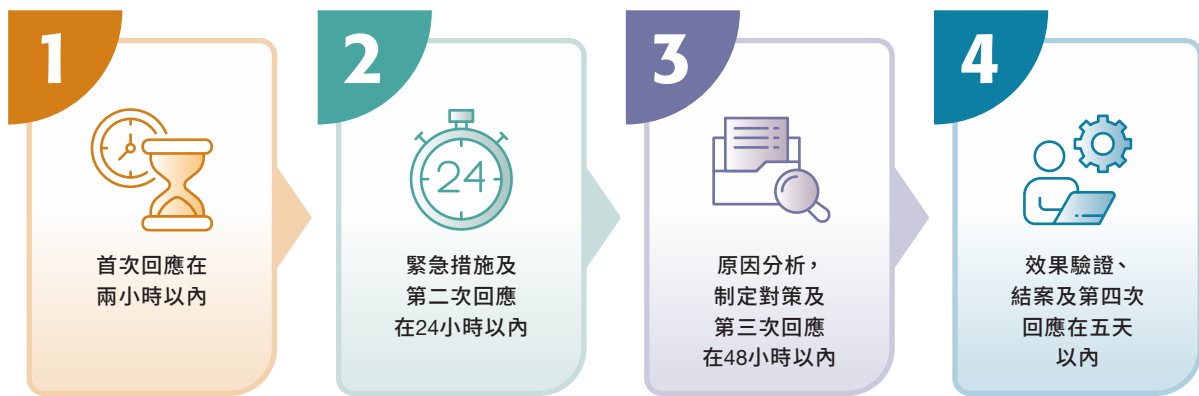 1
首次回應在
兩小時以內
2
24
緊急措施及
第二次回應
在24小時以內
3
原因分析，
制定對策及
第三次回應
在48小時以內
4
效果驗證、
結案及第四次
回應在五天
以內